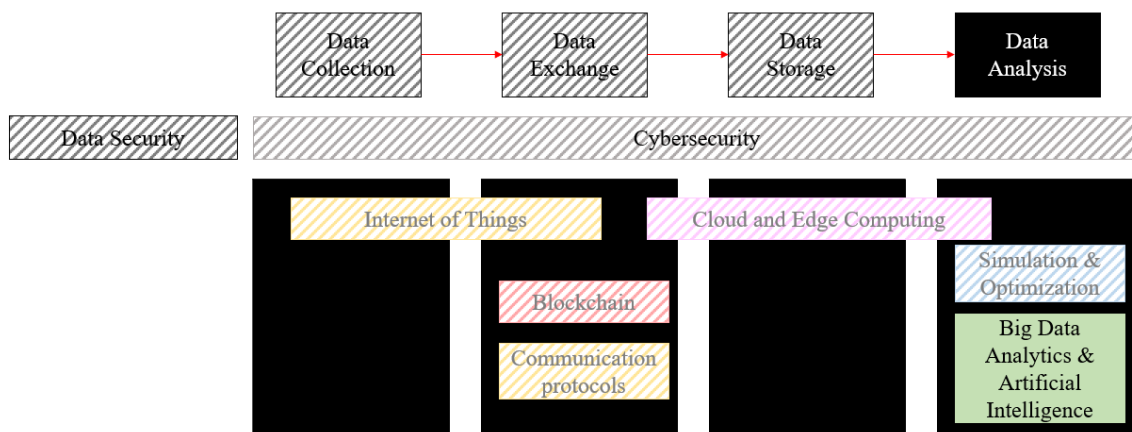 Data
Collection
Data
Exchange
Data
Storage
Data
Analysis
Data Security
Cybersecurity
Internet of Things
Cloud and Edge Computing
Simulation &
Optimization
Blockchain
Communication
protocols
Big Data
Analytics &
Artificial
Intelligence